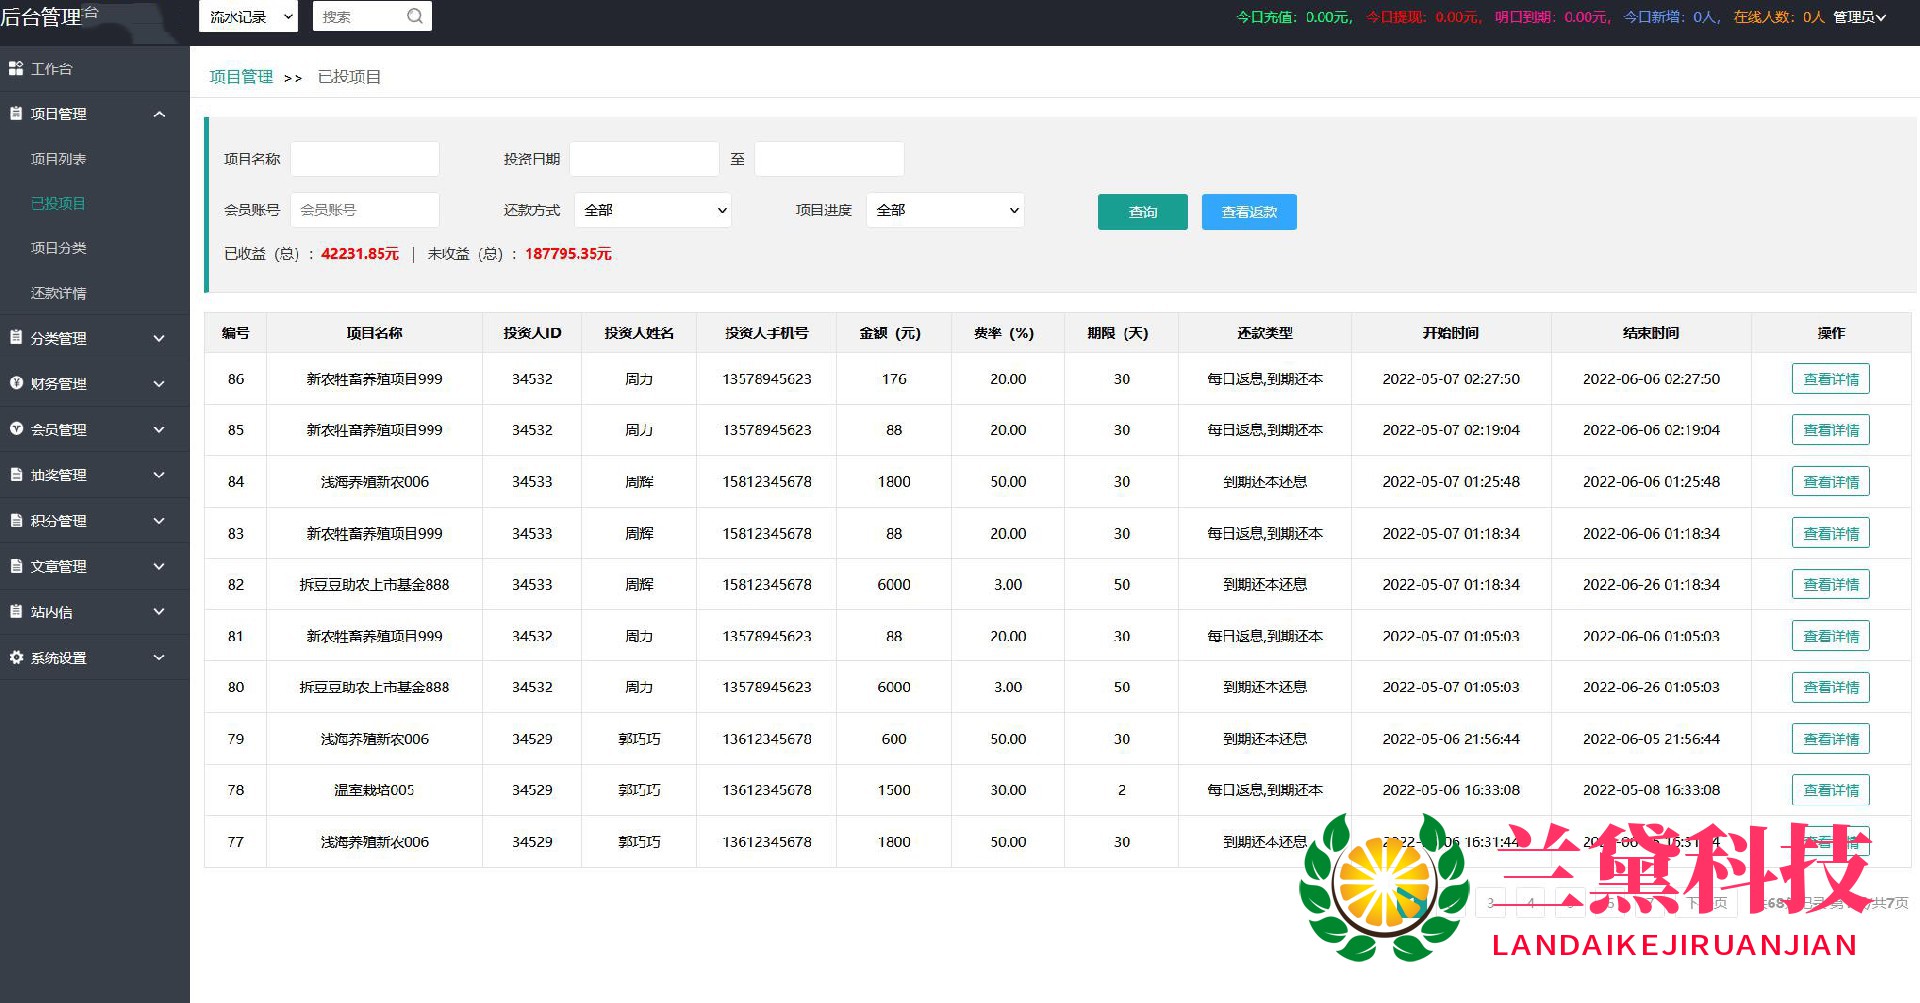 后台管理
流水记录 搜索 今日充值：0.00元, 今日提现：0.00元, 明日到期：0.00元, 今日新增：0人, 在线人数：0人 管理员
工作台
项目管理
项目列表
已投项目
项目分类
还款详情
分类管理
财务管理
会员管理
抽奖管理
积分管理
文章管理
站内信
系统设置
项目管理 >> 已投项目
项目名称 投资日期 至
会员账号 会员账号 还款方式 全部 项目进度 全部 查询 查看返款
已收益（总）：42231.85元 | 未收益（总）：187795.35元
编号 项目名称 投资人ID 投资人姓名 投资人手机号 金额（元） 费率（%） 期限（天） 还款类型 开始时间 结束时间 操作
86 新农牲畜养殖项目999 34532 周力 13578945623 176 20.00 30 每日返息,到期还本 2022-05-07 02:27:50 2022-06-06 02:27:50 查看详情
85 新农牲畜养殖项目999 34532 周力 13578945623 88 20.00 30 每日返息,到期还本 2022-05-07 02:19:04 2022-06-06 02:19:04 查看详情
84 浅海养殖新农006 34533 周辉 15812345678 1800 50.00 30 到期还本还息 2022-05-07 01:25:48 2022-06-06 01:25:48 查看详情
83 新农牲畜养殖项目999 34533 周辉 15812345678 88 20.00 30 每日返息,到期还本 2022-05-07 01:18:34 2022-06-06 01:18:34 查看详情
82 拆豆豆助农上市基金888 34533 周辉 15812345678 6000 3.00 50 到期还本还息 2022-05-07 01:18:34 2022-06-26 01:18:34 查看详情
81 新农牲畜养殖项目999 34532 周力 13578945623 88 20.00 30 每日返息,到期还本 2022-05-07 01:05:03 2022-06-06 01:05:03 查看详情
80 拆豆豆助农上市基金888 34532 周力 13578945623 6000 3.00 50 到期还本还息 2022-05-07 01:05:03 2022-06-26 01:05:03 查看详情
79 浅海养殖新农006 34529 郭巧巧 13612345678 600 50.00 30 到期还本还息 2022-05-06 21:56:44 2022-06-05 21:56:44 查看详情
78 温室栽培005 34529 郭巧巧 13612345678 1500 30.00 2 每日返息,到期还本 2022-05-06 16:33:08 2022-05-08 16:33:08 查看详情
77 浅海养殖新农006 34529 郭巧巧 13612345678 1800 50.00 30 到期还本还息 16:31:44
兰黛科技
3 4 共7页
LANDAIKEJIRUANJIAN